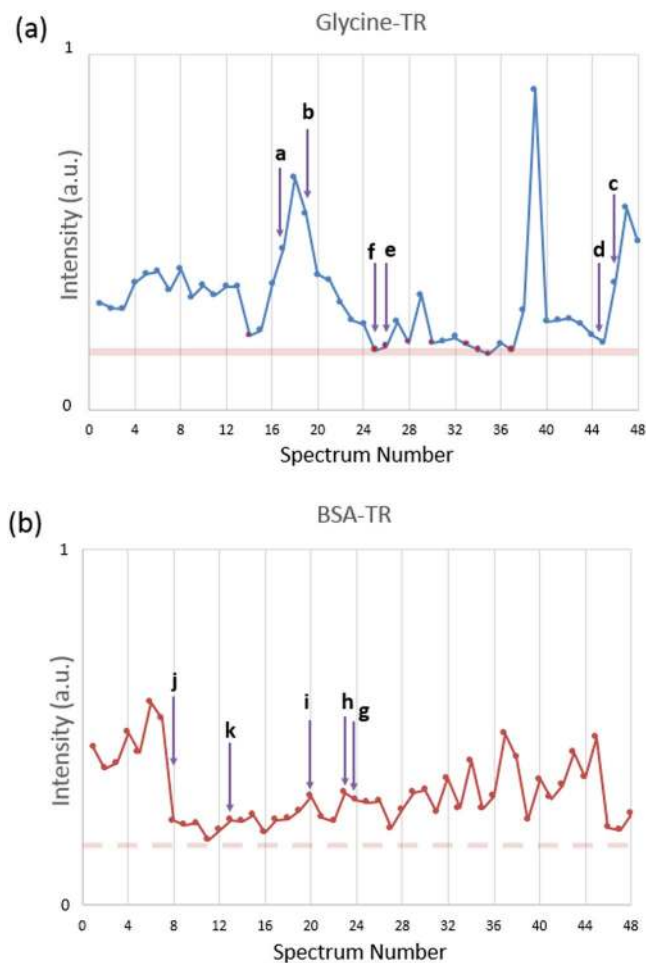 (a)
Glycine-TR
1
b
a
c
f e
d
Intensity (a.u.)
0
0 4 8 12 16 20 24 28 32 36 40 44 48
Spectrum Number
(b)
BSA-TR
1
j
i h
g
k
Intensity (a.u.)
0
0 4 8 12 16 20 24 28 32 36 40 44 48
Spectrum Number